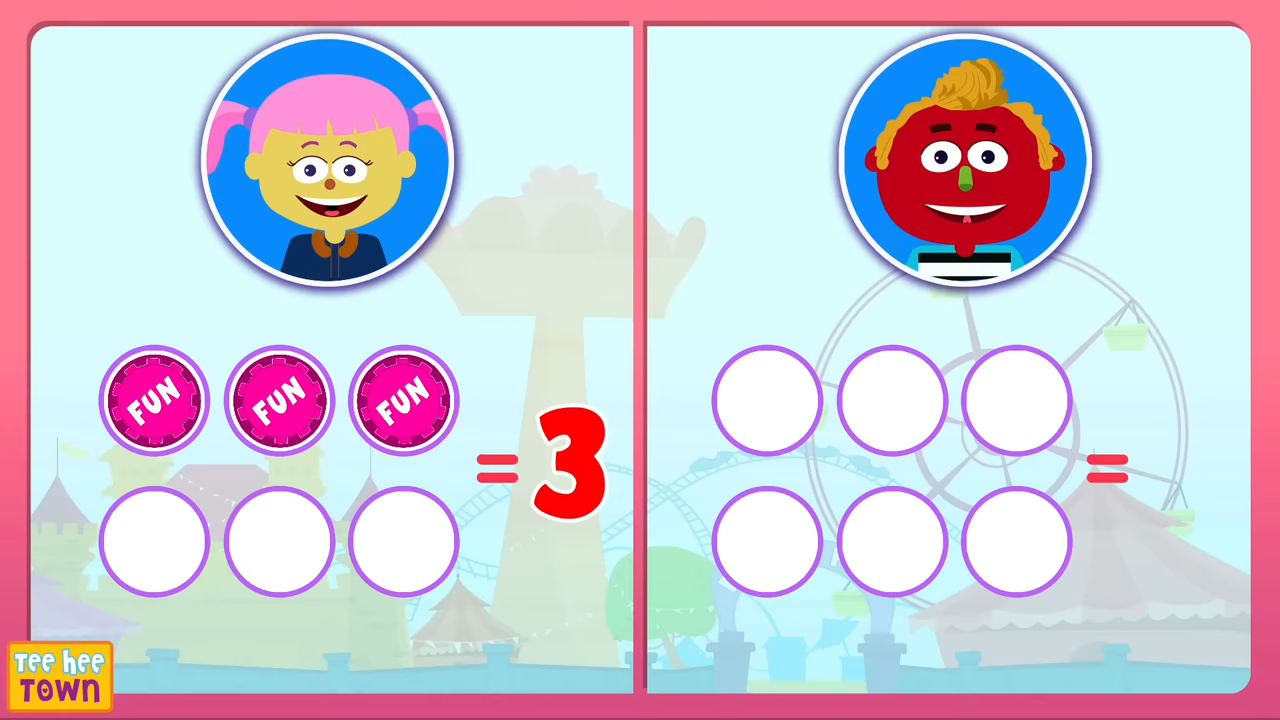 FUN FUN FUN
= 3
=
Tee hee
TOWN